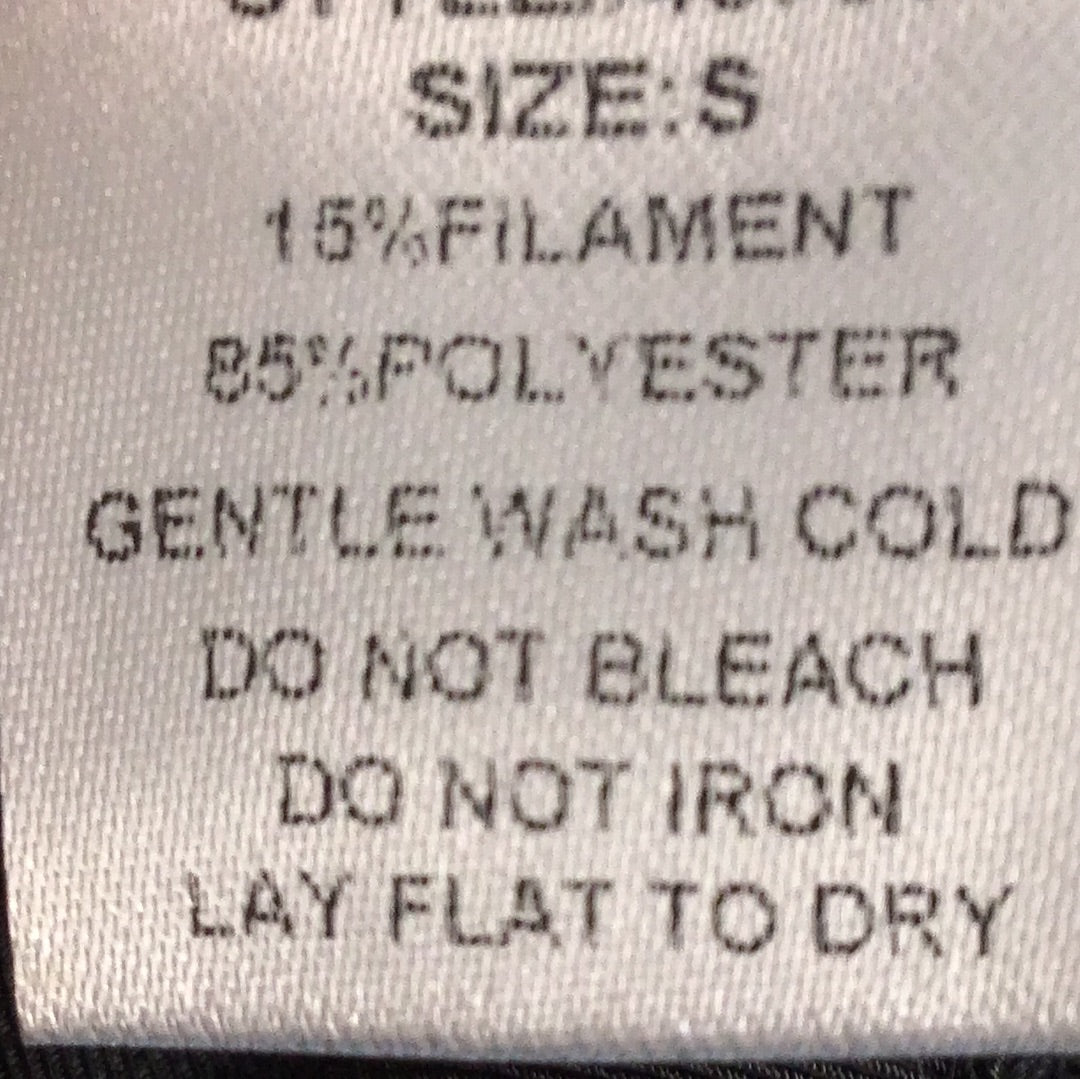 SIZE:S
15%FILAMENT
85%POLYESTER
GENTLE WASH COLD
DO NOT BLEACH
DO NOT IRON
LAY FLAT TO DRY